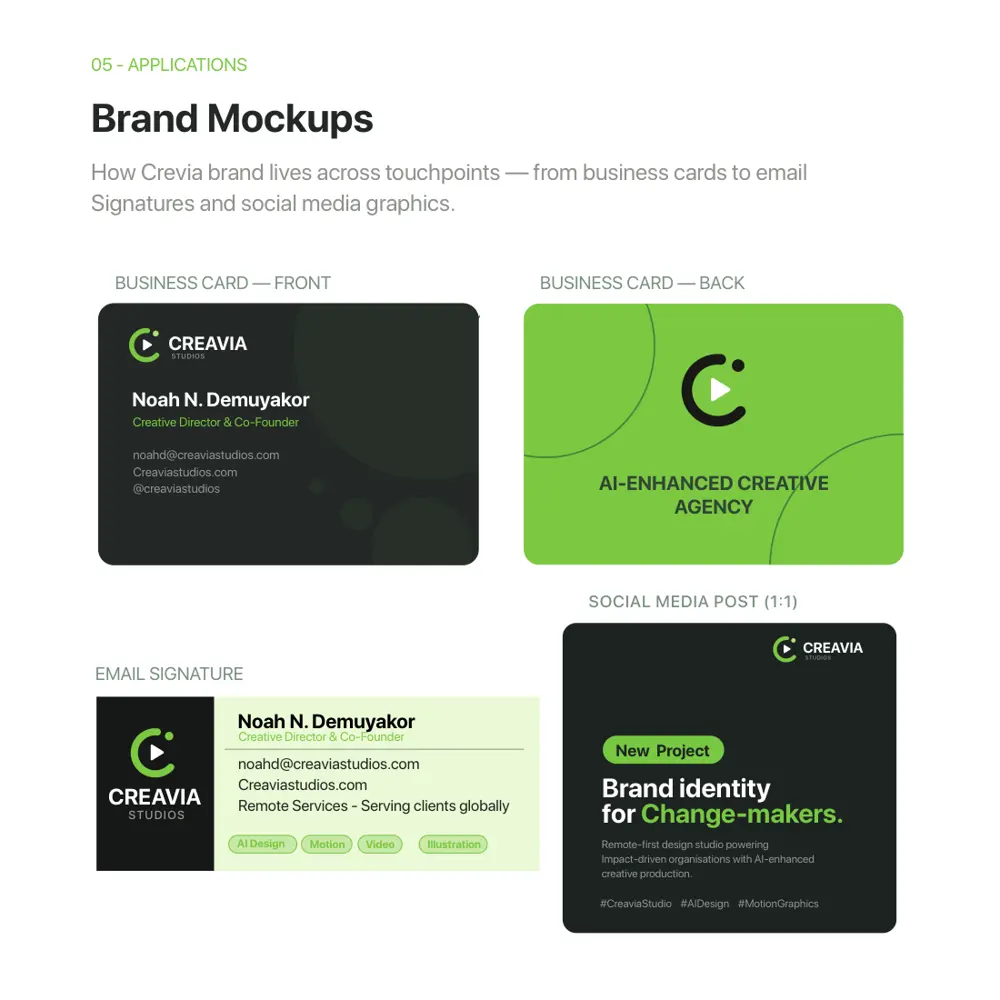 05 - APPLICATIONS
Brand Mockups
How Crevia brand lives across touchpoints — from business cards to email
Signatures and social media graphics.
BUSINESS CARD — FRONT
CREAVIA
STUDIOS
Noah N. Demuyakor
Creative Director & Co-Founder
noahd@creaviastudios.com
Creaviastudios.com
@creaviastudios
BUSINESS CARD — BACK
AI-ENHANCED CREATIVE
AGENCY
EMAIL SIGNATURE
CREAVIA
STUDIOS
Noah N. Demuyakor
Creative Director & Co-Founder
noahd@creaviastudios.com
Creaviastudios.com
Remote Services - Serving clients globally
AI Design Motion Video Illustration
SOCIAL MEDIA POST (1:1)
CREAVIA
STUDIOS
New Project
Brand identity
for Change-makers.
Remote-first design studio powering
Impact-driven organisations with AI-enhanced
creative production.
#CreaviaStudio #AIDesign #MotionGraphics